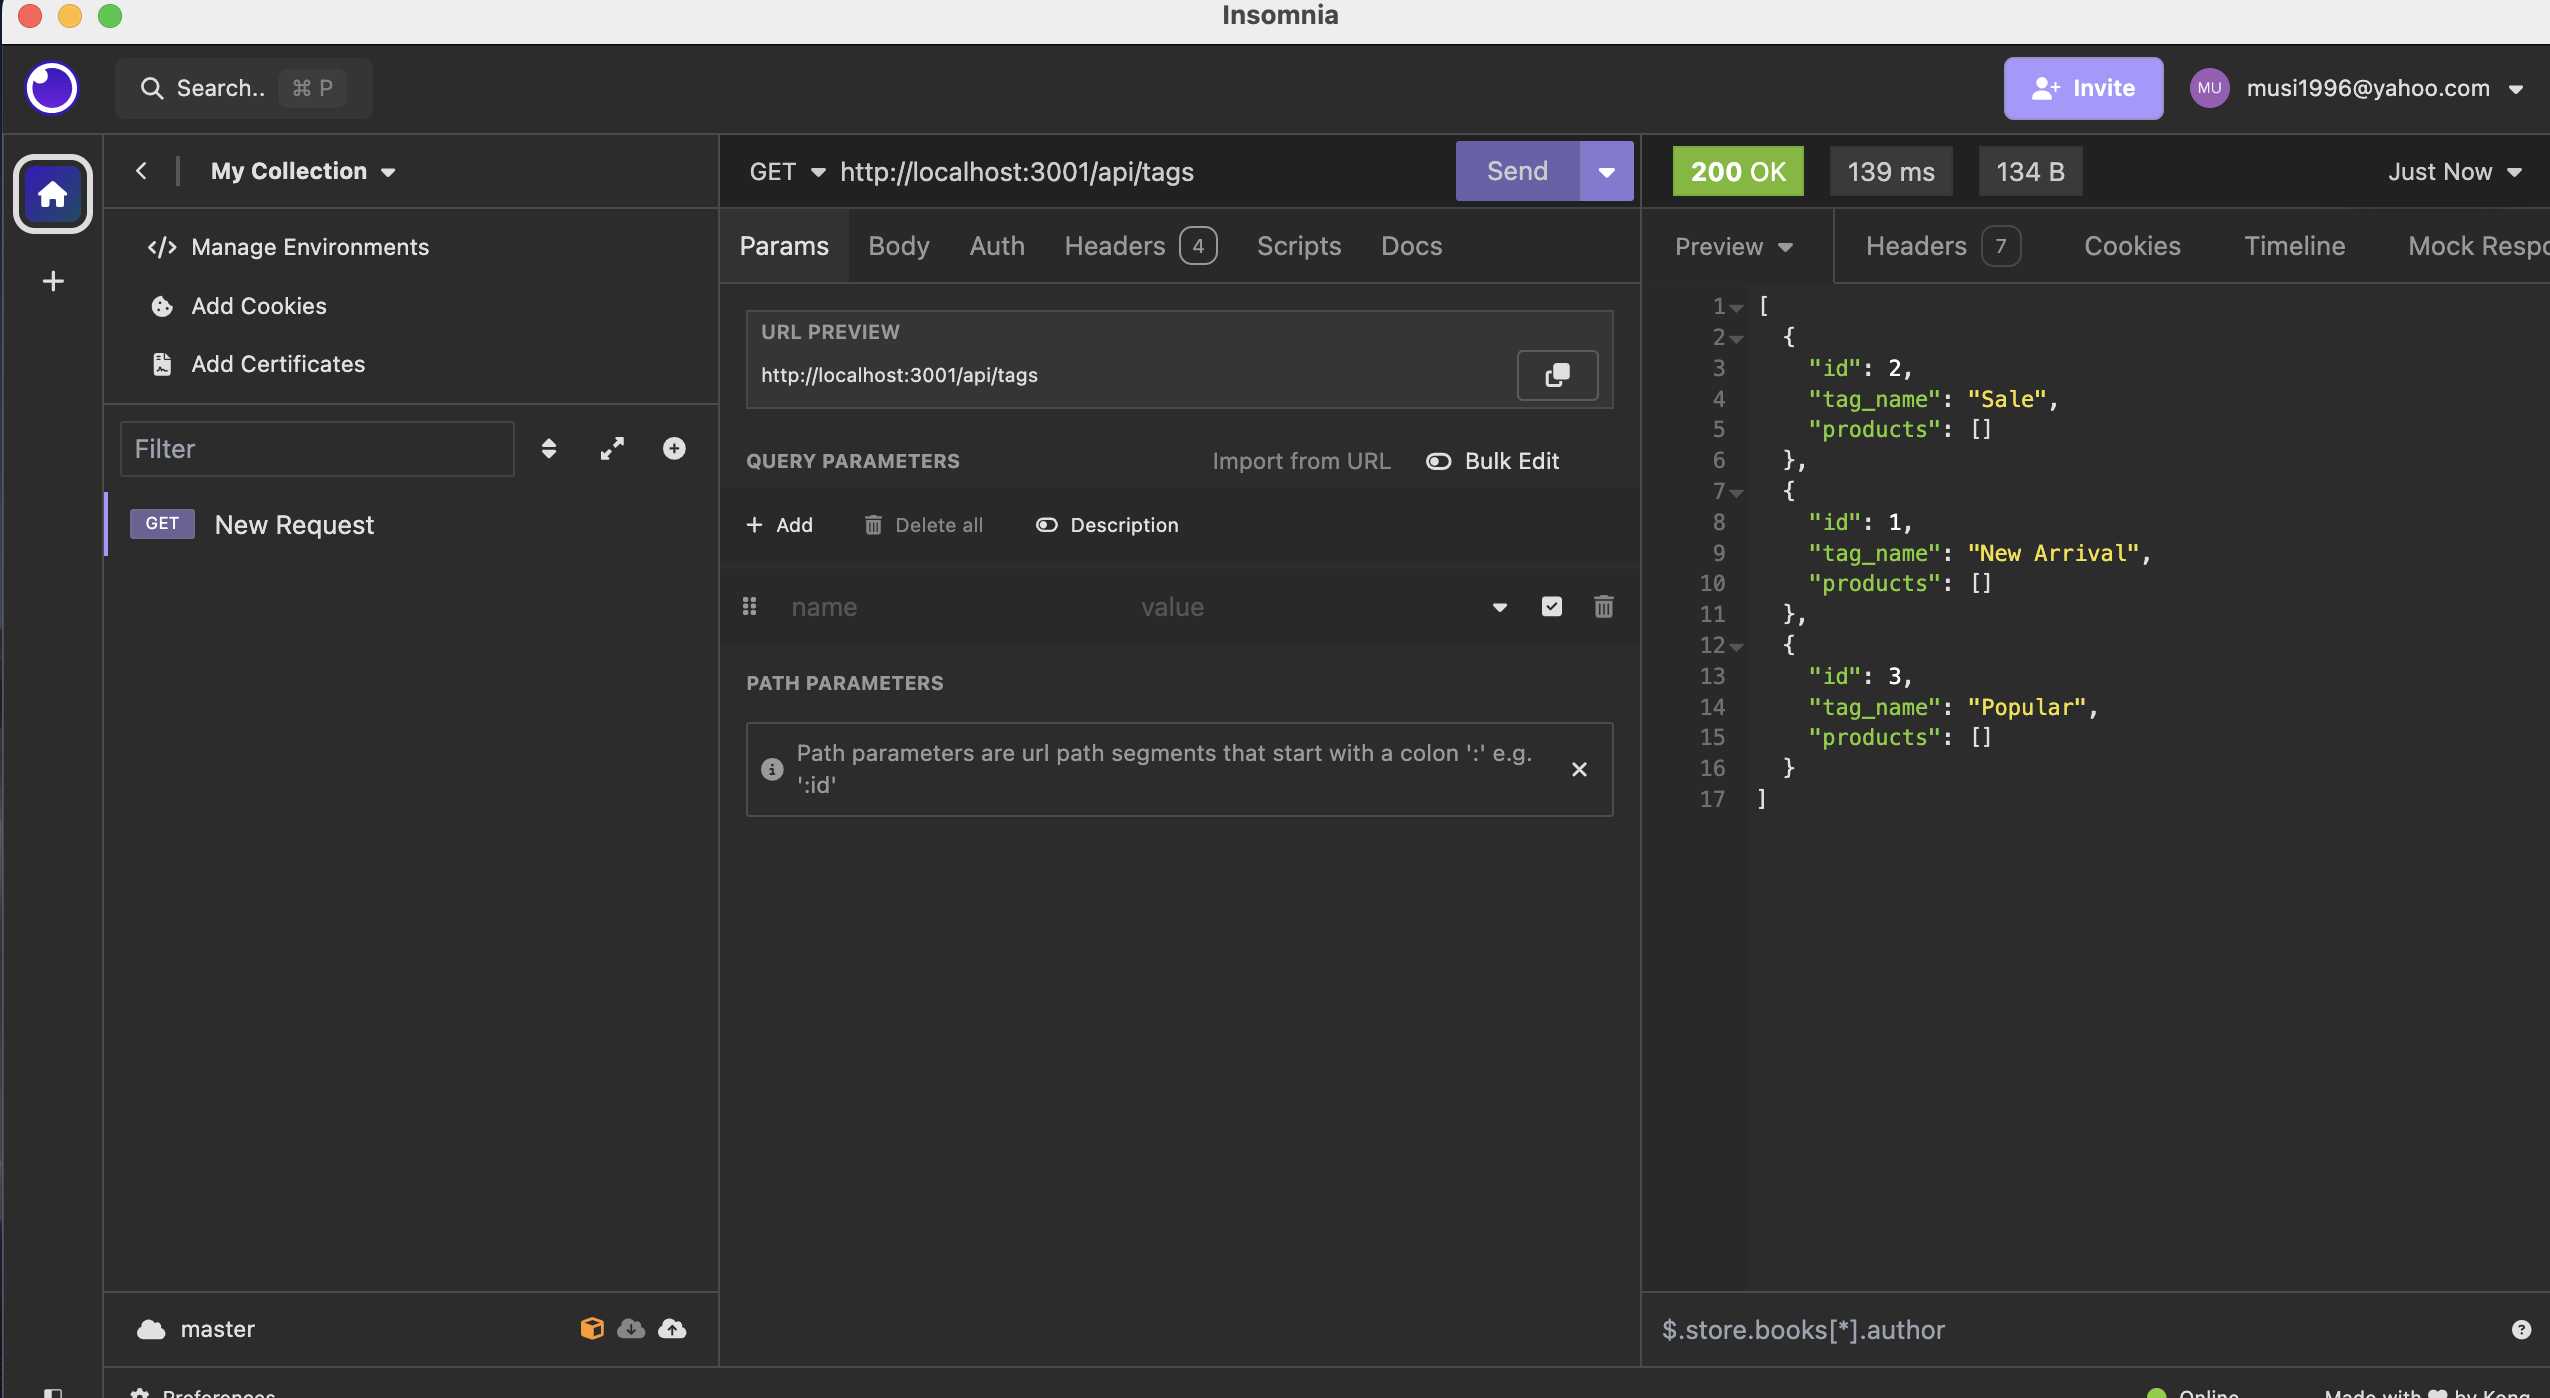 Insomnia
Search.. ⌘ P
Invite
MU
musi1996@yahoo.com
My Collection
Manage Environments
Add Cookies
Add Certificates
Filter
GET New Request
master
Preferences
GET http://localhost:3001/api/tags Send
Params Body Auth Headers 4 Scripts Docs
URL PREVIEW
http://localhost:3001/api/tags
QUERY PARAMETERS Import from URL Bulk Edit
+ Add Delete all Description
name value
PATH PARAMETERS
Path parameters are url path segments that start with a colon ':' e.g.
':id'
200 OK 139 ms 134 B Just Now
Preview Headers 7 Cookies Timeline Mock Respo
1 [
2 {
3 "id": 2,
4 "tag_name": "Sale",
5 "products": []
6 },
7 {
8 "id": 1,
9 "tag_name": "New Arrival",
10 "products": []
11 },
12 {
13 "id": 3,
14 "tag_name": "Popular",
15 "products": []
16 }
17 ]
$.store.books[*].author
Online Made with by Kong